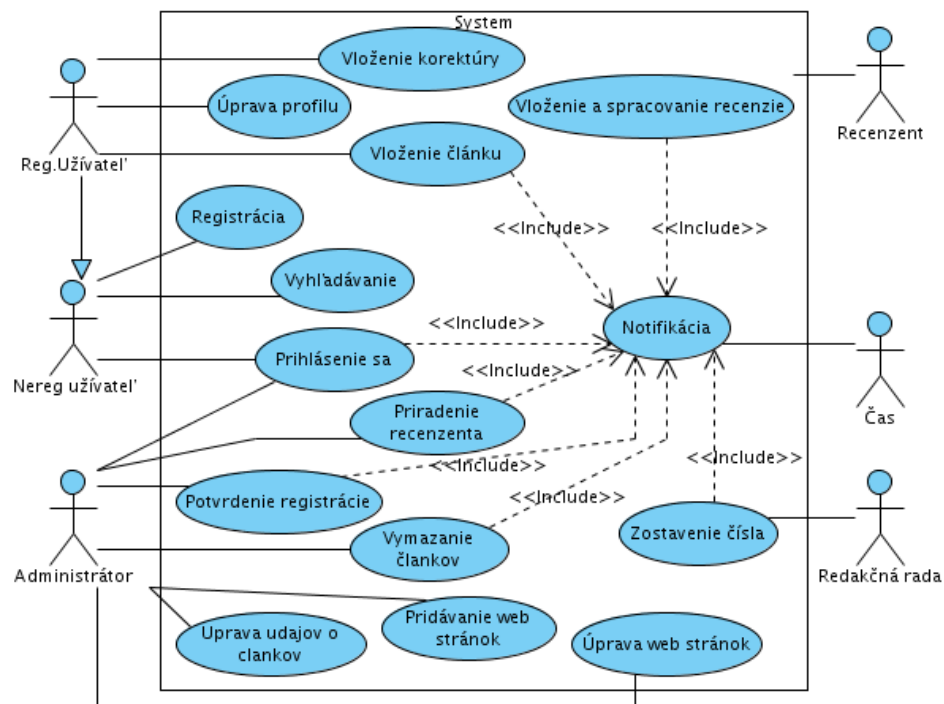 System
Vloženie korektúry
Úprava profilu
Vloženie a spracovanie recenzie
Recenzent
Reg.Užívateľ
Vloženie článku
Registrácia
<<Include>>
<<Include>>
Vyhľadávanie
Notifikácia
<<Include>>
Prihlásenie sa
Nereg užívateľ
<<Include>>
Čas
Priradenie
recenzenta
<<Include>>
<<Include>>
Potvrdenie registrácie
<<Include>>
Vymazanie
člankov
Zostavenie čísla
Administrátor
Redakčná rada
Pridávanie web
stránok
Uprava udajov o
clankov
Úprava web stránok